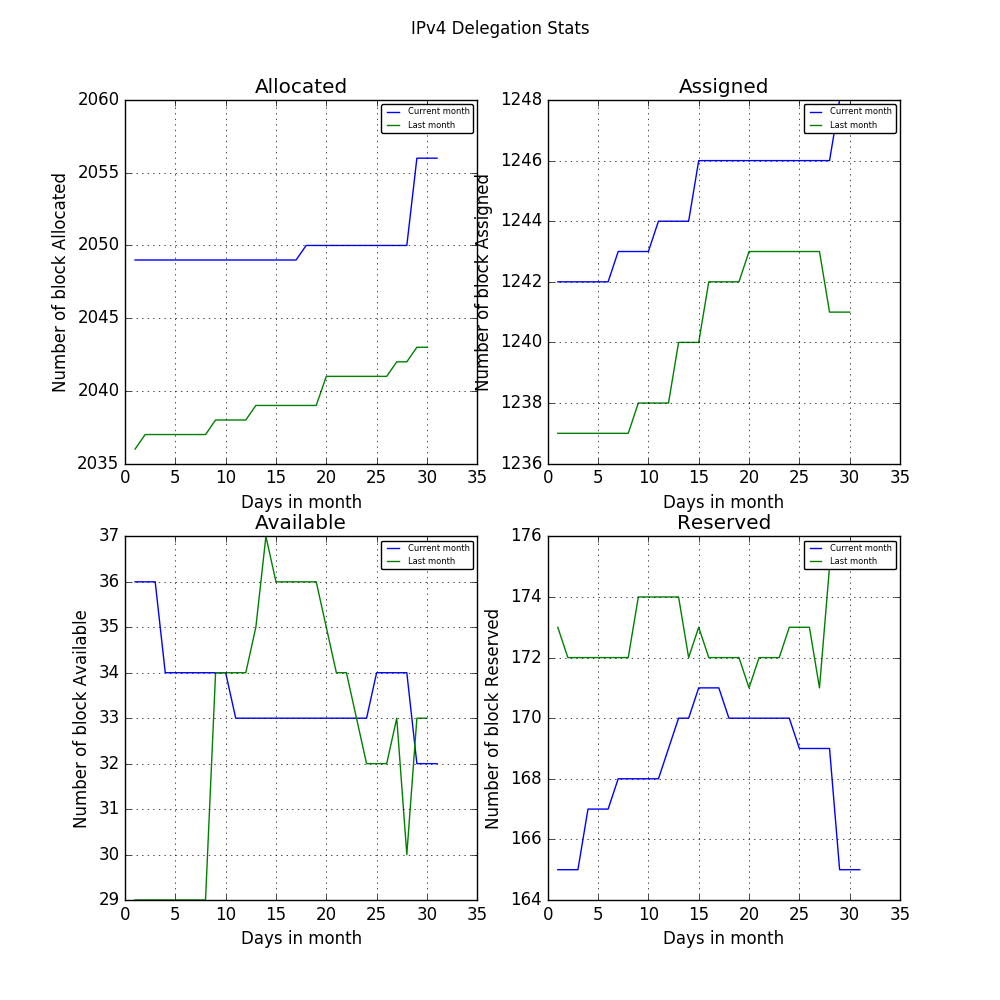 IPv4 Delegation Stats
Allocated
Number of block Allocated
2060
2055
2050
2045
2040
2035
0 5 10 15 20 25 30 35
Days in month
Current month
Last month
Assigned
Number of block Assigned
1248
1246
1244
1242
1240
1238
1236
0 5 10 15 20 25 30 35
Days in month
Current month
Last month
Available
Number of block Available
37
36
35
34
33
32
31
30
29
0 5 10 15 20 25 30 35
Days in month
Current month
Last month
Reserved
Number of block Reserved
176
174
172
170
168
166
164
0 5 10 15 20 25 30 35
Days in month
Current month
Last month